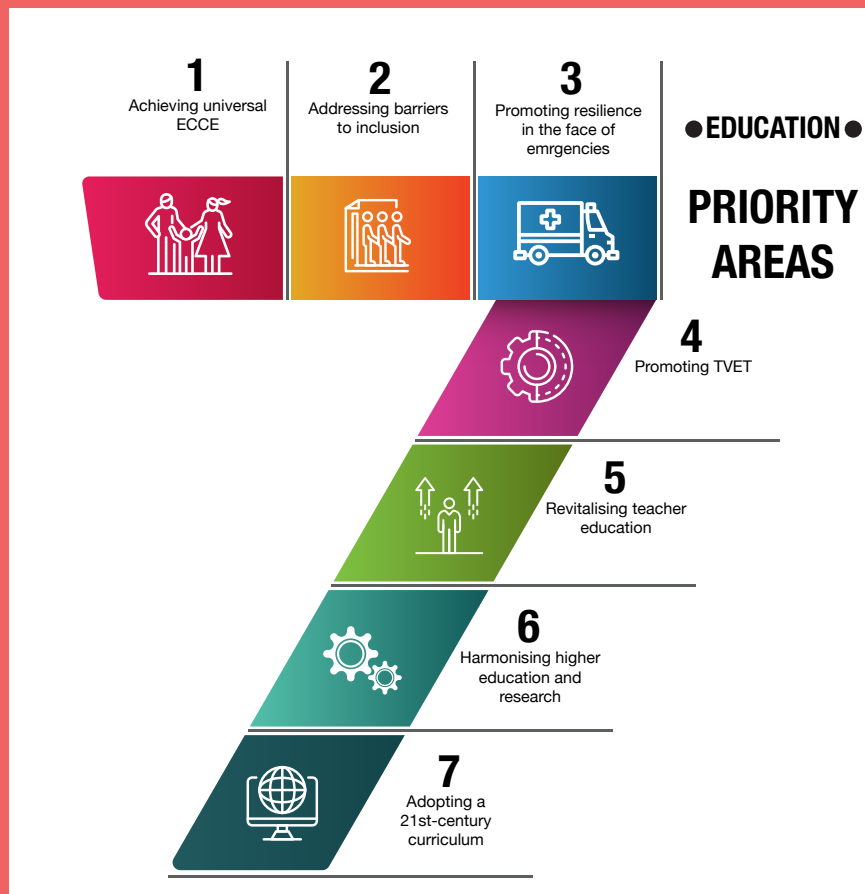 1
Achieving universal
ECCE
2
Addressing barriers
to inclusion
3
Promoting resilience
in the face of
emrgencies
●EDUCATION●
PRIORITY
AREAS
4
Promoting TVET
5
Revitalising teacher
education
6
Harmonising higher
education and
research
7
Adopting a
21st-century
curriculum